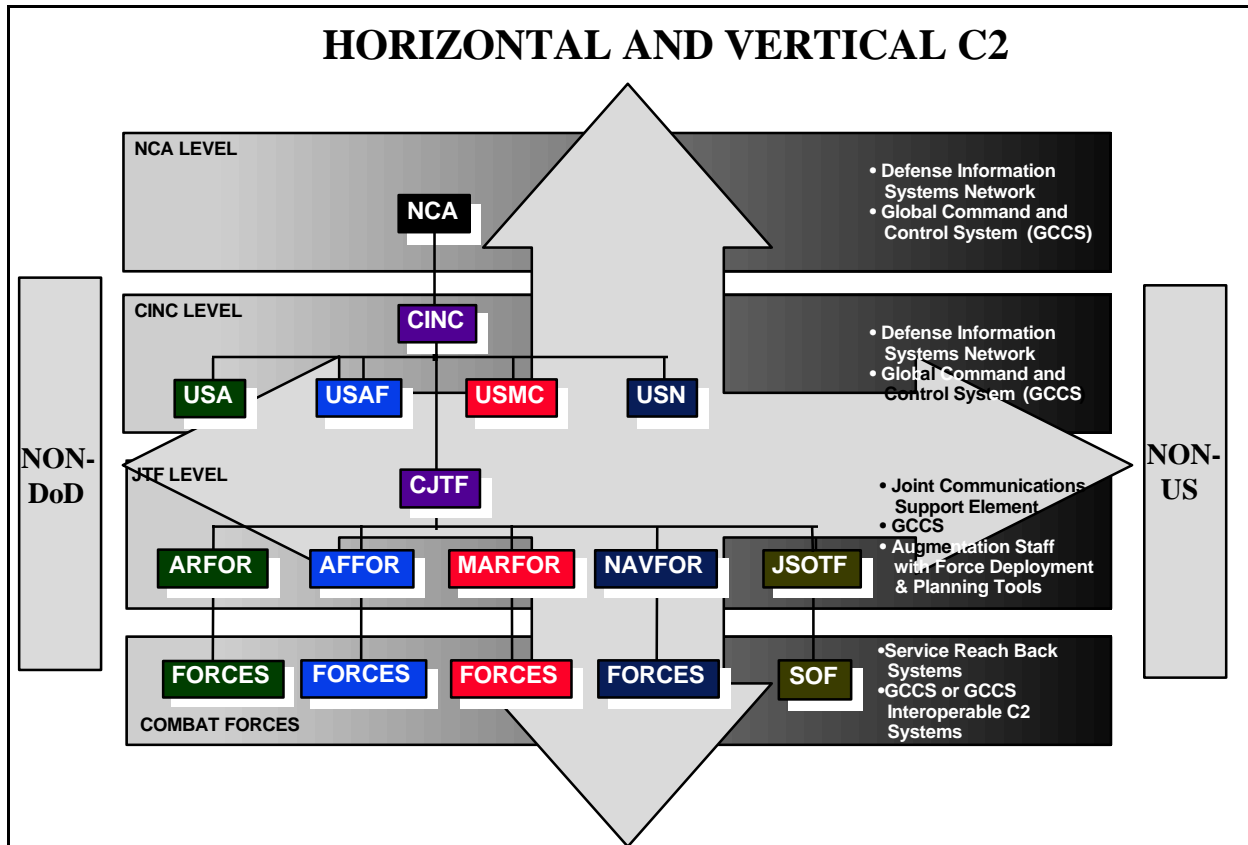 HORIZONTAL AND VERTICAL C2
NCA LEVEL
NCA
• Defense Information
Systems Network
• Global Command and
Control System (GCCS)
CINC LEVEL
CINC
USA
USAF
USMC
USN
• Defense Information
Systems Network
• Global Command and
Control System (GCCS)
NON-
DoD
NON-
US
JTF LEVEL
CJTF
ARFOR
AFFOR
MARFOR
NAVFOR
JSOTF
• Joint Communications
Support Element
• GCCS
• Augmentation Staff
with Force Deployment
& Planning Tools
FORCES
FORCES
FORCES
FORCES
SOF
COMBAT FORCES
•Service Reach Back
Systems
•GCCS or GCCS
Interoperable C2
Systems